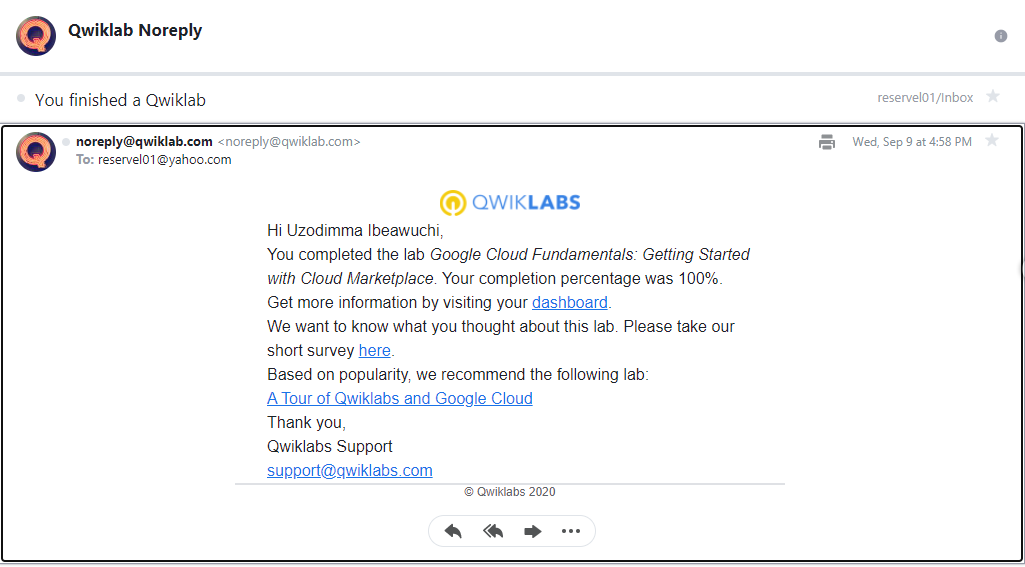 Qwiklab Noreply
You finished a Qwiklab
reservel01/Inbox
noreply@qwiklab.com <noreply@qwiklab.com>
Wed, Sep 9 at 4:58 PM
To: reservel01@yahoo.com
QWIKLABS
Hi Uzodimma Ibeawuchi,
You completed the lab Google Cloud Fundamentals: Getting Started
with Cloud Marketplace. Your completion percentage was 100%.
Get more information by visiting your dashboard.
We want to know what you thought about this lab. Please take our
short survey here.
Based on popularity, we recommend the following lab:
A Tour of Qwiklabs and Google Cloud
Thank you,
Qwiklabs Support
support@qwiklabs.com
© Qwiklabs 2020